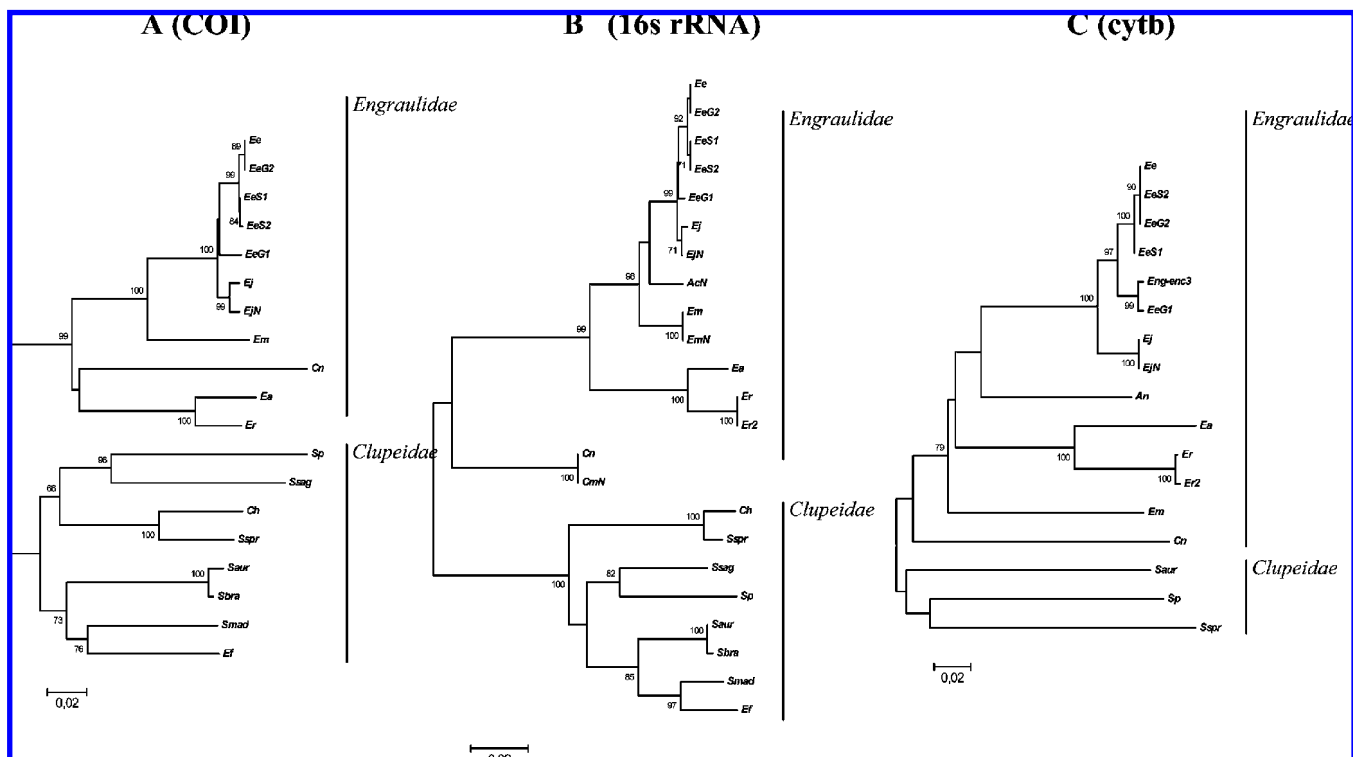 A (COI)
B (16s rRNA)
C (cytb)
Engraulidae
Ee
89
EeG2
99
EeS1
84
EeS2
100
EeG1
Ej
99
EjN
100
Em
99
Cn
Ea
100
Er
Clupeidae
Sp
96
Ssag
66
Ch
100
Sspr
Saur
100
Sbra
73
Smad
76
Ef
0,02
Engraulidae
Ee
92
EeG2
EeS1
71
EeS2
99
EeG1
Ej
71
EjN
98
AcN
Em
100
EmN
99
Ea
100
Er
100
Er2
Cn
100
CmN
Clupeidae
Ch
100
Sspr
100
Ssag
82
Sp
Saur
100
Sbra
85
Smad
97
Ef
Engraulidae
Ee
90
EeS2
100
EeG2
EeS1
97
Eng-enc3
99
EeG1
100
Ej
100
EjN
An
Ea
100
Er
100
Er2
79
Em
Cn
Clupeidae
Saur
Sp
Sspr
0,02